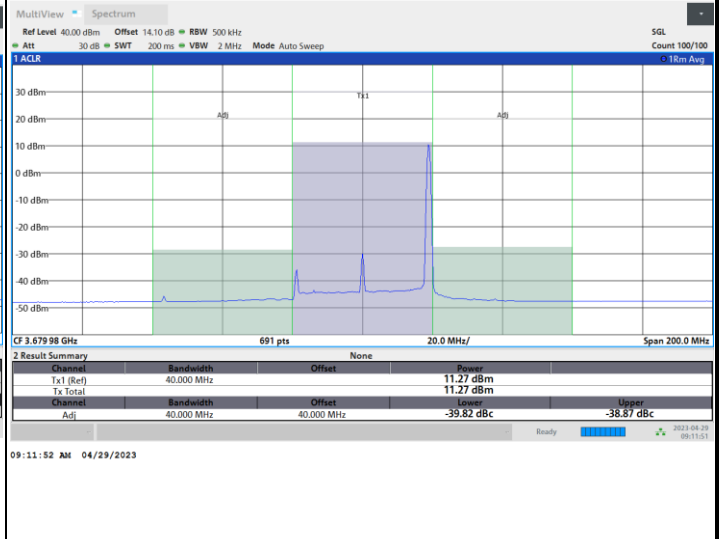 MultiView Spectrum
Ref Level 40.00 dBm Offset 14.10 dB RBW 500 kHz SGL
Att 30 dB SWT 200 ms VBW 2 MHz Mode Auto Sweep Count 100/100
1 ACLR 1Rm Avg
30 dBm Tx1
20 dBm Adj Adj
10 dBm
0 dBm
-10 dBm
-20 dBm
-30 dBm
-40 dBm
-50 dBm
CF 3.679 98 GHz 691 pts 20.0 MHz/ Span 200.0 MHz
2 Result Summary None
Channel Bandwidth Offset Power
Tx1 (Ref) 40.000 MHz 11.27 dBm
Tx Total 11.27 dBm
Channel Bandwidth Offset Lower Upper
Adj 40.000 MHz 40.000 MHz -39.82 dBc -38.87 dBc
Ready 2023-04-29
09:11:51
09:11:52 AM 04/29/2023